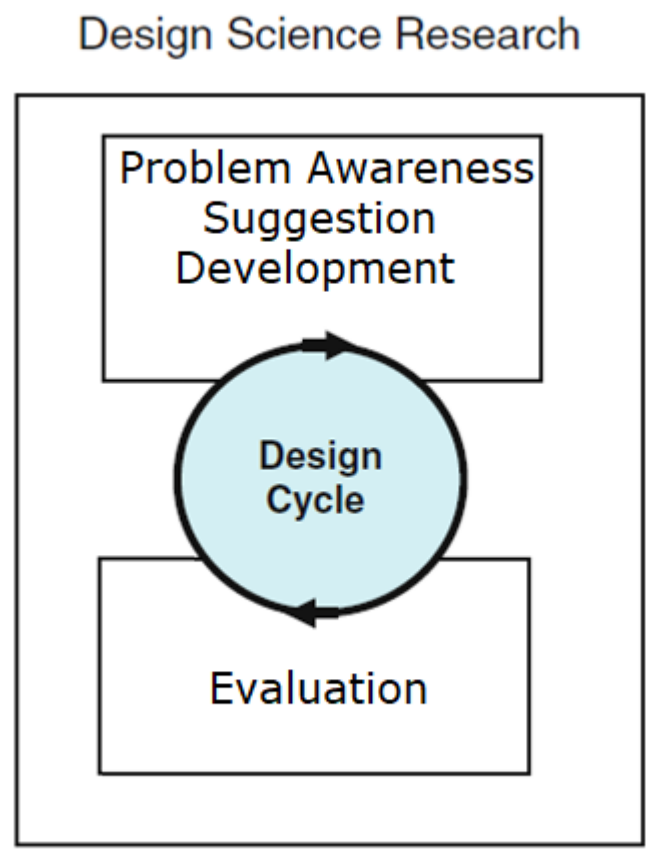 Design Science Research
Problem Awareness
Suggestion
Development
Design
Cycle
Evaluation